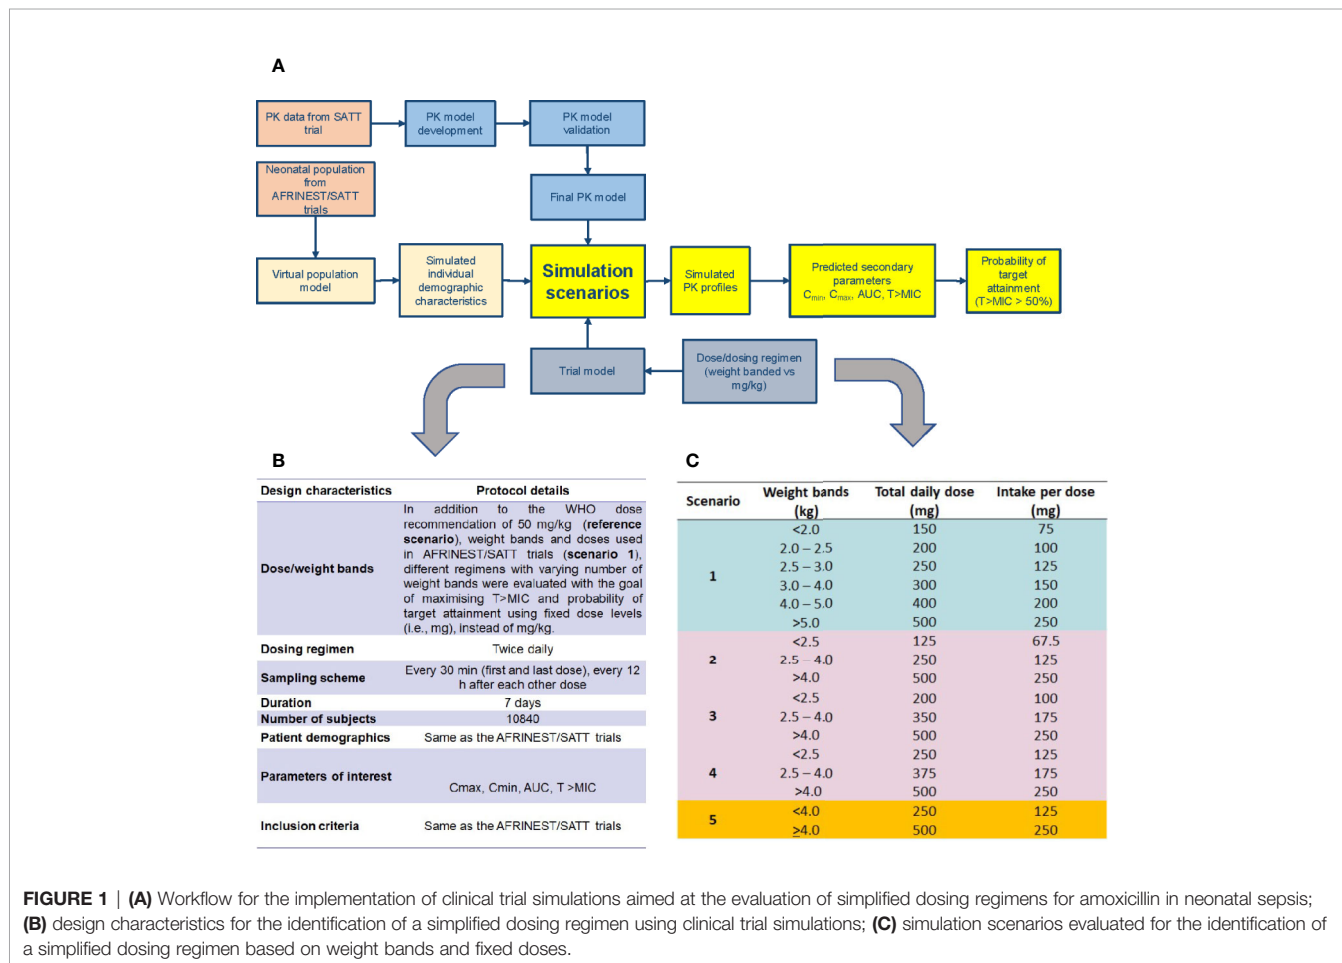 A
PK data from SATT
trial
PK model
development
PK model
validation
Neonatal population
from
AFRINEST/SATT
trials
Final PK model
Virtual population
model
Simulated
individual
demographic
characteristics
Simulation
scenarios
Simulated
PK profiles
Predicted secondary
parameters
Cmin, Cmax, AUC, T>MIC
Probability of
target
attainment
(T>MIC > 50%)
Trial model
Dose/dosing regimen
(weight banded vs
mg/kg)
B
Design characteristics Protocol details
Dose/weight bands
In addition to the WHO dose
recommendation of 50 mg/kg (reference
scenario), weight bands and doses used
in AFRINEST/SATT trials (scenario 1),
different regimens with varying number of
weight bands were evaluated with the goal
of maximising T>MIC and probability of
target attainment using fixed dose levels
(i.e., mg), instead of mg/kg.
Dosing regimen Twice daily
Sampling scheme
Every 30 min (first and last dose), every 12
h after each other dose
Duration 7 days
Number of subjects 10840
Patient demographics Same as the AFRINEST/SATT trials
Parameters of interest
Cmax, Cmin, AUC, T >MIC
Inclusion criteria Same as the AFRINEST/SATT trials
C
Scenario Weight bands (kg) Total daily dose (mg) Intake per dose (mg)
1
<2.0 150 75
2.0 – 2.5 200 100
2.5 – 3.0 250 125
3.0 – 4.0 300 150
4.0 – 5.0 400 200
>5.0 500 250
2
<2.5 125 67.5
2.5 – 4.0 250 125
>4.0 500 250
3
<2.5 200 100
2.5 – 4.0 350 175
>4.0 500 250
4
<2.5 250 125
2.5 – 4.0 375 175
>4.0 500 250
5
<4.0 250 125
≥4.0 500 250
FIGURE 1 | (A) Workflow for the implementation of clinical trial simulations aimed at the evaluation of simplified dosing regimens for amoxicillin in neonatal sepsis;
(B) design characteristics for the identification of a simplified dosing regimen using clinical trial simulations; (C) simulation scenarios evaluated for the identification of
a simplified dosing regimen based on weight bands and fixed doses.